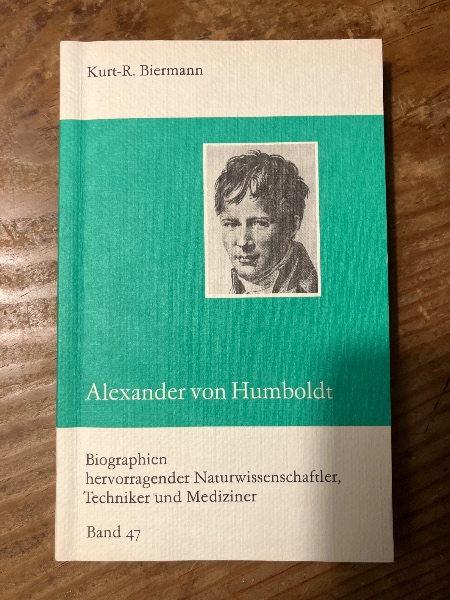 Kurt-R. Biermann
Alexander von Humboldt
Biographien
hervorragender Naturwissenschaftler,
Techniker und Mediziner
Band 47